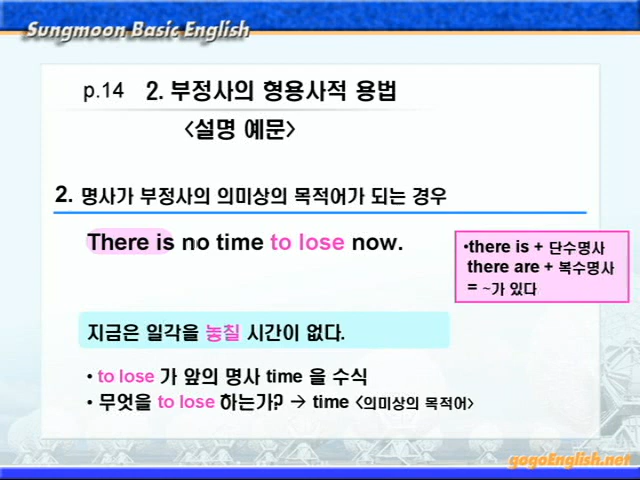 Sungmoon Basic English
p.14 2. 부정사의 형용사적 용법
<설명 예문>
2. 명사가 부정사의 의미상의 목적어가 되는 경우
There is no time to lose now.
•there is + 단수명사
there are + 복수명사
= ~가 있다
지금은 일각을 놓칠 시간이 없다.
• to lose 가 앞의 명사 time 을 수식
• 무엇을 to lose 하는가? → time <의미상의 목적어>
gogoEnglish.net